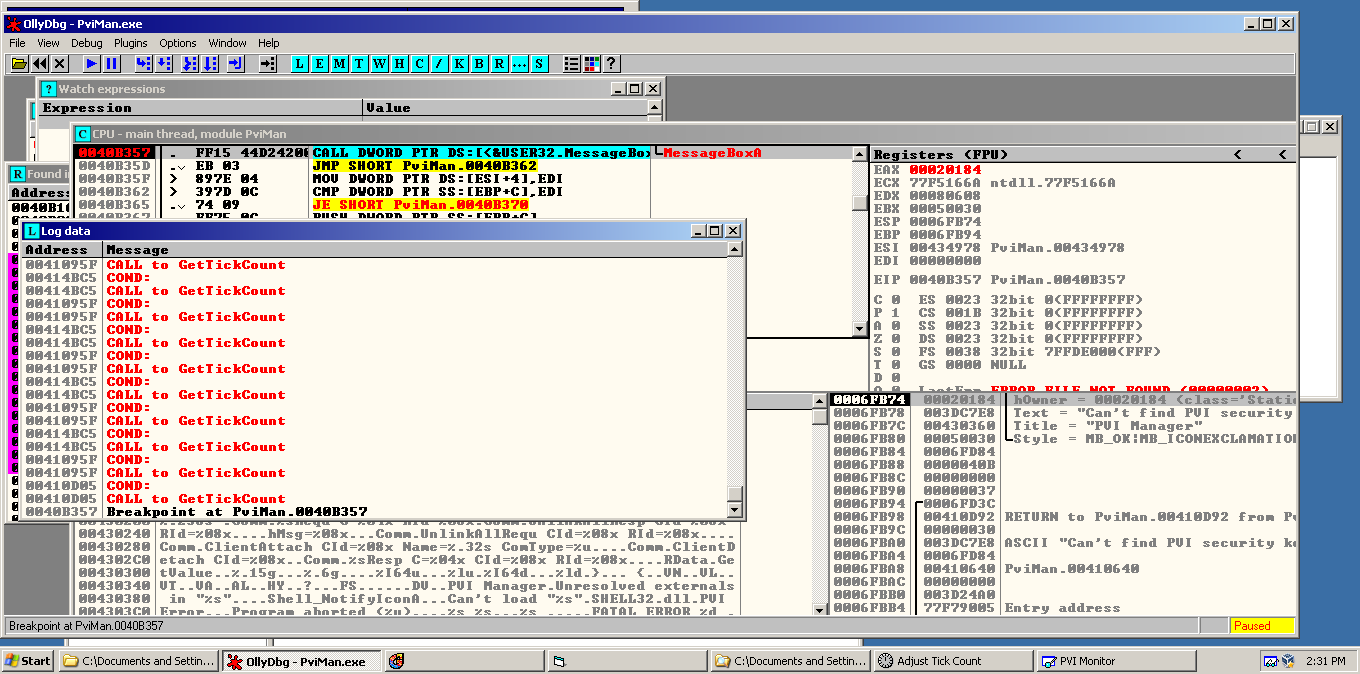 OllyDbg - PviMan.exe
File View Debug Plugins Options Window Help
L E M T W H C / K B R ... S ?
Watch expressions
Expression Value
CPU - main thread, module PviMan
0040B357 . FF15 44D24200 CALL DWORD PTR DS:[<&USER32.MessageBox MessageBoxA
0040B35D . EB 03 JMP SHORT PviMan.0040B362
0040B35F > 897E 04 MOV DWORD PTR DS:[ESI+4],EDI
0040B362 > 397D 0C CMP DWORD PTR SS:[EBP+C],EDI
0040B365 . 74 09 JE SHORT PviMan.0040B370
0040B367 . FF75 0C PUSH DWORD PTR SS:[EBP+C]
Registers (FPU) < <
EAX 00020184
ECX 77F5166A ntdll.77F5166A
EDX 00080608
EBX 00050030
ESP 0006FB74
EBP 0006FB94
ESI 00434978 PviMan.00434978
EDI 00000000
EIP 0040B357 PviMan.0040B357
C 0 ES 0023 32bit 0(FFFFFFFF)
P 1 CS 001B 32bit 0(FFFFFFFF)
A 0 SS 0023 32bit 0(FFFFFFFF)
Z 0 DS 0023 32bit 0(FFFFFFFF)
S 0 FS 0038 32bit 7FFDE000(FFF)
T 0 GS 0000 NULL
D 0
O 0 LastErr ERROR_FILE_NOT_FOUND (00000002)
R Found i
Address
0040B1
Log data
Address Message
0041095F CALL to GetTickCount
00414BC5 COND:
00414BC5 CALL to GetTickCount
0041095F COND:
0041095F CALL to GetTickCount
00414BC5 COND:
00414BC5 CALL to GetTickCount
0041095F COND:
0041095F CALL to GetTickCount
00414BC5 COND:
00414BC5 CALL to GetTickCount
0041095F COND:
0041095F CALL to GetTickCount
00414BC5 COND:
00414BC5 CALL to GetTickCount
0041095F COND:
0041095F CALL to GetTickCount
00410D05 COND:
00410D05 CALL to GetTickCount
0040B357 Breakpoint at PviMan.0040B357
00430240 RId=%08x....hMsg=%08x...Comm.UnlinkAllRequ CId=%08x RId=%08x....
00430280 Comm.ClientAttach CId=%08x Name=%.32s ComType=%u....Comm.ClientD
004302C0 etach CId=%08x..Comm.%sResp C=%04x CId=%08x RId=%08x....RData.Ge
00430300 tValue..%.15g...%.6g....%I64u...%lu.%I64d...%ld.}... {..VN..VL..
00430340 VT..VA..AL..HY..?...FS......DV..PVI Manager.Unresolved externals
00430380 in "%s"....Shell_NotifyIconA...Can't load "%s".SHELL32.dll.PVI
004303C0 Error...Program aborted (%u)....%s %s...%s .....FATAL ERROR %d .
0006FB74 00020184 hOwner = 00020184 (class='Stati
0006FB78 003DC7E8 Text = "Can't find PVI security
0006FB7C 00430360 Title = "PVI Manager"
0006FB80 00050030 Style = MB_OK|MB_ICONEXCLAMATION
0006FB84 0006FD84
0006FB88 0000040B
0006FB8C 00000000
0006FB90 00000037
0006FB94 0006FD3C
0006FB98 00410D92 RETURN to PviMan.00410D92 from Pv
0006FB9C 00000030
0006FBA0 003DC7E8 ASCII "Can't find PVI security ke
0006FBA4 0006FD84
0006FBA8 00410640 PviMan.00410640
0006FBAC 00000000
0006FBB0 003D24A0
0006FBB4 77F79005 Entry address
Breakpoint at PviMan.0040B357 Paused
Start C:\Documents and Settin... OllyDbg - PviMan.exe C:\Documents and Settin... Adjust Tick Count PVI Monitor 2:31 PM